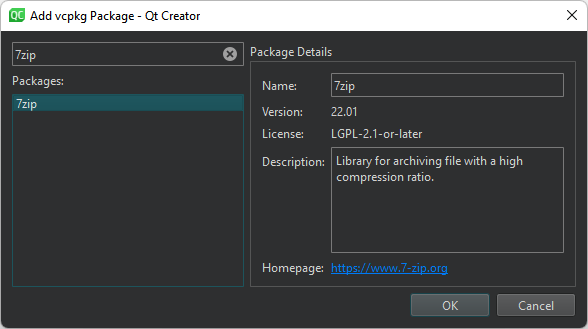 QC Add vcpkg Package - Qt Creator
7zip
Packages:
7zip
Package Details
Name: 7zip
Version: 22.01
License: LGPL-2.1-or-later
Description: Library for archiving file with a high
compression ratio.
Homepage: https://www.7-zip.org
OK Cancel